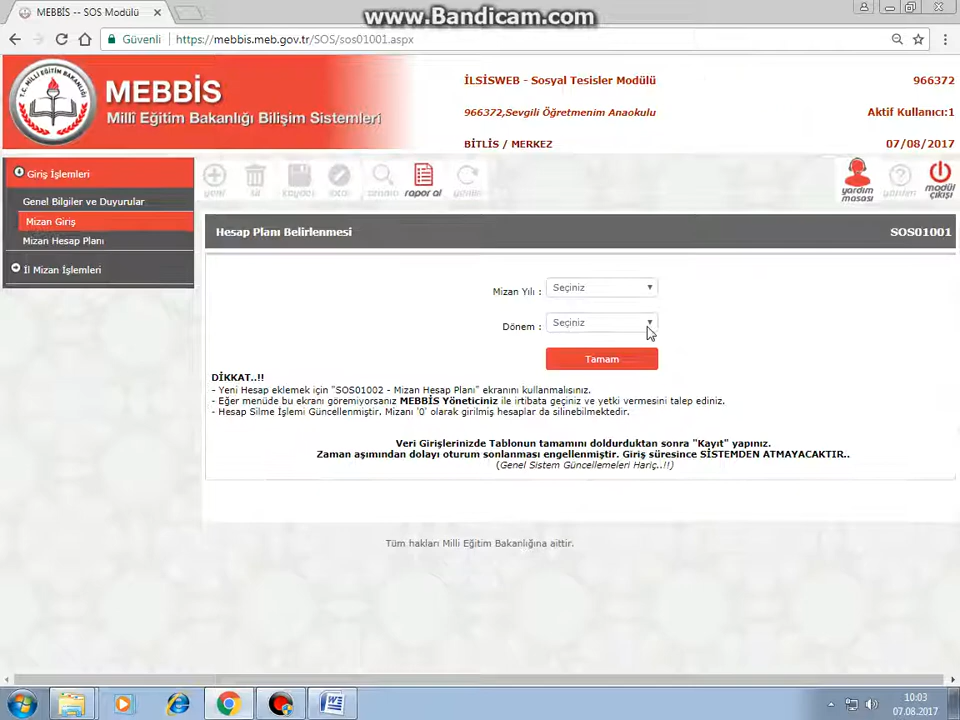 MEBBİS -- SOS Modülü
www.Bandicam.com
Güvenli
https://mebbis.meb.gov.tr/SOS/sos01001.aspx
MEBBİS
Millî Eğitim Bakanlığı Bilişim Sistemleri
İLSİSWEB - Sosyal Tesisler Modülü
966372
966372,Sevgili Öğretmenim Anaokulu
Aktif Kullanıcı:1
BİTLİS / MERKEZ
07/08/2017
Giriş İşlemleri
Genel Bilgiler ve Duyurular
Mizan Giriş
Mizan Hesap Planı
İl Mizan İşlemleri
yeni
sil
kaydet
rapor al
yardım masası
yardım
modül çıkışı
Hesap Planı Belirlenmesi
SOS01001
Mizan Yılı :
Seçiniz
Dönem :
Seçiniz
Tamam
DİKKAT..!!
- Yeni Hesap eklemek için "SOS01002 - Mizan Hesap Planı" ekranını kullanmalısınız.
- Eğer menüde bu ekranı göremiyorsanız MEBBİS Yöneticiniz ile irtibata geçiniz ve yetki vermesini talep ediniz.
- Hesap Silme İşlemi Güncellenmiştir. Mizanı '0' olarak girilmiş hesaplar da silinebilmektedir.
Veri Girişlerinizde Tablonun tamamını doldurduktan sonra "Kayıt" yapınız.
Zaman aşımından dolayı oturum sonlanması engellenmiştir. Giriş süresince SİSTEMDEN ATMAYACAKTIR..
(Genel Sistem Güncellemeleri Hariç..!!)
Tüm hakları Milli Eğitim Bakanlığına aittir.
10:03
07.08.2017